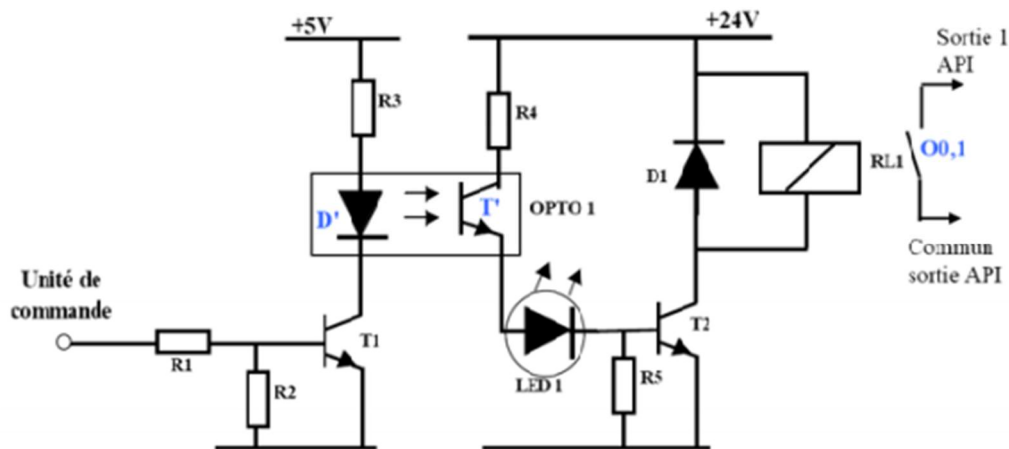 +5V
+24V
Sortie 1
API
R3
R4
D1
RL1
O0,1
D'
T'
OPTO 1
Commun
sortie API
Unité de
commande
T1
T2
R1
R2
LED 1
R5